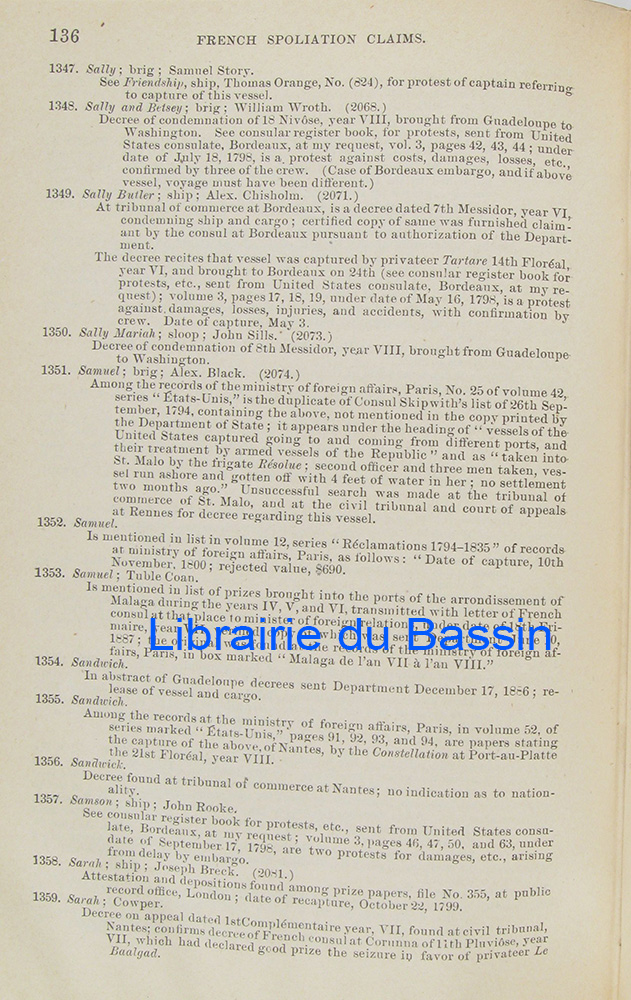 136
FRENCH SPOLIATION CLAIMS.
1347. Sally; brig; Samuel Story.
See Friendship, ship, Thomas Orange, No. (824), for protest of captain referring
to capture of this vessel.
1348. Sally and Betsey; brig; William Wroth. (2068.)
Decree of condemnation of 18 Nivôse, year VIII, brought from Guadeloupe to
Washington. See consular register book, for protests, sent from United
States consulate, Bordeaux, at my request, vol. 3, pages 42, 43, 44; under
date of July 18, 1798, is a protest against costs, damages, losses, etc.,
confirmed by three of the crew. (Case of Bordeaux embargo, and if above
vessel, voyage must have been different.)
1349. Sally Butler; ship; Alex. Chisholm. (2071.)
At tribunal of commerce at Bordeaux, is a decree dated 7th Messidor, year VI,
condemning ship and cargo; certified copy of same was furnished claim-
ant by the consul at Bordeaux pursuant to authorization of the Depart-
ment.
The decree recites that vessel was captured by privateer Tartare 14th Floréal,
year VI, and brought to Bordeaux on 24th (see consular register book for
protests, etc., sent from United States consulate, Bordeaux, at my re-
quest); volume 3, pages 17, 18, 19, under date of May 16, 1798, is a protest
against damages, losses, injuries, and accidents, with confirmation by
crew. Date of capture, May 3.
1350. Sally Mariah; sloop; John Sills. (2073.)
Decree of condemnation of 8th Messidor, year VIII, brought from Guadeloupe
to Washington.
1351. Samuel; brig; Alex. Black. (2074.)
Among the records of the ministry of foreign affairs, Paris, No. 25 of volume 42,
series "États-Unis," is the duplicate of Consul Skipwith's list of 26th Sep-
tember, 1794, containing the above, not mentioned in the copy printed by
the Department of State; it appears under the heading of "vessels of the
United States captured going to and coming from different ports, and
their treatment by armed vessels of the Republic" and as "taken into
St. Malo by the frigate Résolue; second officer and three men taken, ves-
sel run ashore and gotten off with 4 feet of water in her; no settlement
two months ago." Unsuccessful search was made at the tribunal of
commerce of St. Malo, and at the civil tribunal and court of appeals
at Rennes for decree regarding this vessel.
1352. Samuel.
Is mentioned in list in volume 12, series "Réclamations 1794-1835" of records
at ministry of foreign affairs, Paris, as follows: "Date of capture, 10th
November, 1800; rejected value, $690.
1353. Samuel; Tuble Coan.
Is mentioned in list of prizes brought into the ports of the arrondissement of
Malaga during the years IV, V, and VI, transmitted with letter of French
consul at that place to minister of foreign relations under date of 18th Fri-
maire, year
1887; the original
fairs, Paris, in box marked "Malaga de l'an VII à l'an VIII."
Librairie du Bassin
1354. Sandwich.
In abstract of Guadeloupe decrees sent Department December 17, 1886; re-
lease of vessel and cargo.
1355. Sandwich.
Among the records at the ministry of foreign affairs, Paris, in volume 52, of
series marked "États-Unis," pages 91, 92, 93, and 94, are papers stating
the capture of the above, of Nantes, by the Constellation at Port-au-Platte
the 21st Floréal, year VIII.
1356. Sandwick.
Decree found at tribunal of commerce at Nantes; no indication as to nation-
ality.
1357. Samson; ship; John Rooke.
See consular register book for protests, etc., sent from United States consu-
late, Bordeaux, at my request; volume 3, pages 46, 47, 50, and 63, under
date of September 17, 1798, are two protests for damages, etc., arising
from delay by embargo.
1358. Sarah; ship; Joseph Breck. (2081.)
Attestation and depositions found among prize papers, file No. 355, at public
record office, London; date of recapture, October 22, 1799.
1359. Sarah; Cowper.
Decree on appeal dated 1st Complémentaire year, VII, found at civil tribunal,
Nantes; confirms decree of French consul at Corunna of 11th Pluviôse, year
VII, which had declared good prize the seizure in favor of privateer Le
Baalgad.